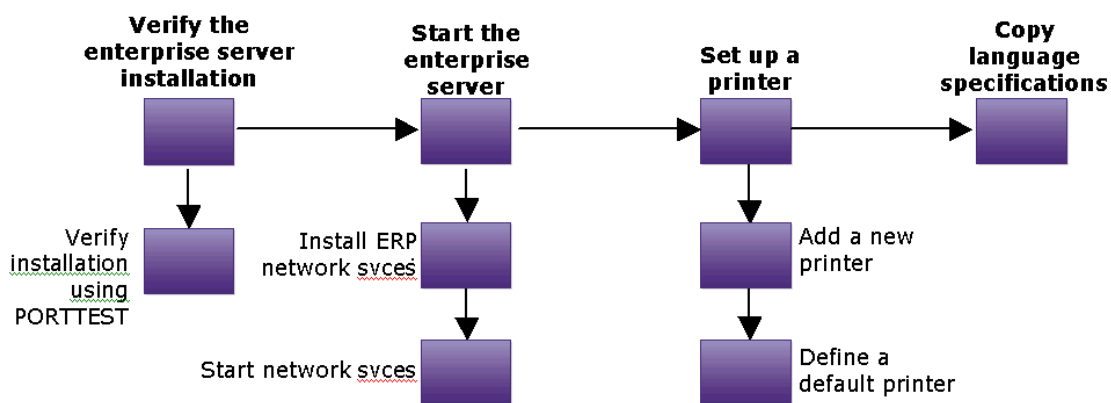 Verify the
enterprise server
installation
Start the
enterprise
server
Set up a
printer
Copy
language
specifications
Verify
installation
using
PORTTEST
Install ERP
network svces
Add a new
printer
Start network svces
Define a
default printer